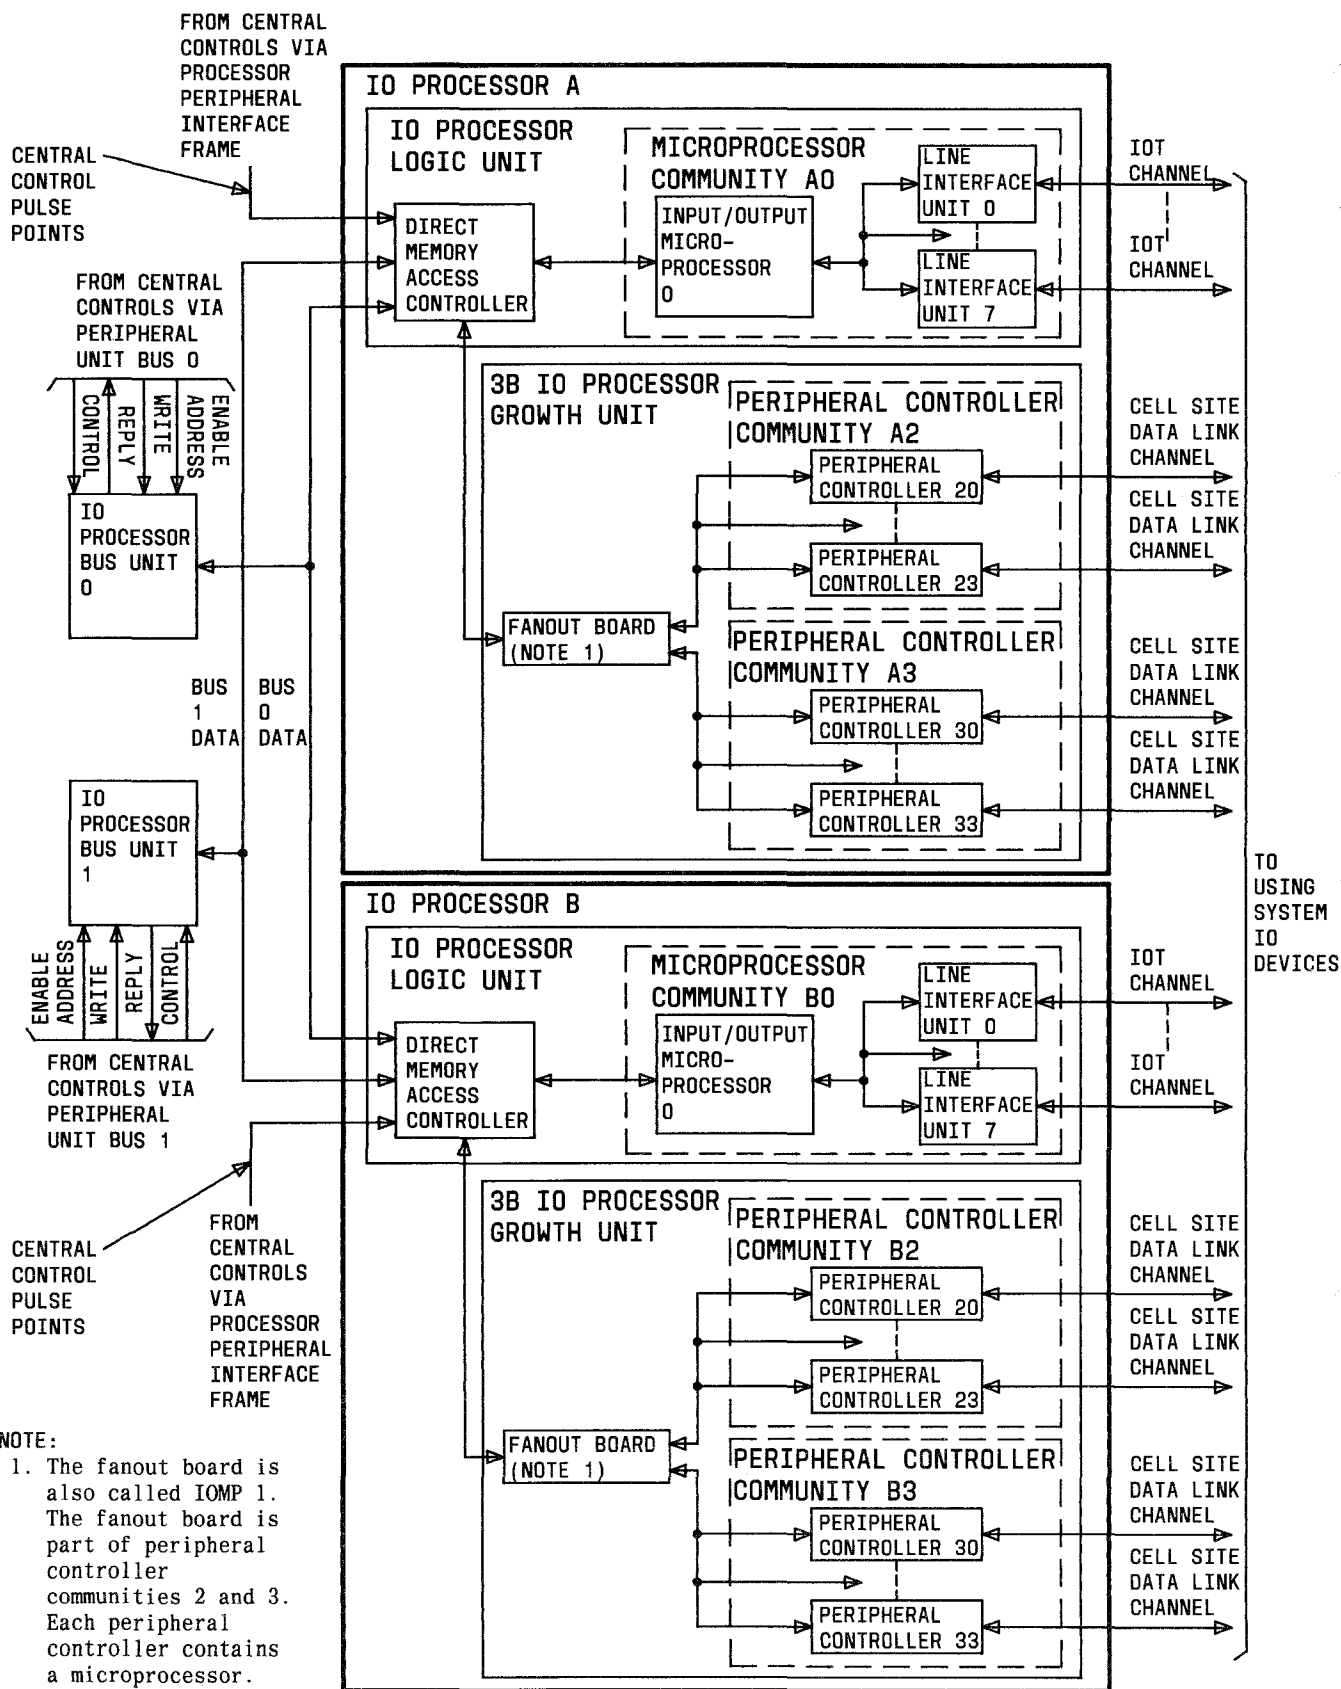 FROM CENTRAL
CONTROLS VIA
PROCESSOR
PERIPHERAL
INTERFACE
FRAME
CENTRAL
CONTROL
PULSE
POINTS
FROM CENTRAL
CONTROLS VIA
PERIPHERAL
UNIT BUS 0
CONTROL
REPLY
WRITE
ADDRESS
ENABLE
IO
PROCESSOR
BUS UNIT
0
BUS
1
DATA
BUS
0
DATA
IO
PROCESSOR
BUS UNIT
1
ENABLE
ADDRESS
WRITE
REPLY
CONTROL
FROM CENTRAL
CONTROLS VIA
PERIPHERAL
UNIT BUS 1
CENTRAL
CONTROL
PULSE
POINTS
FROM
CENTRAL
CONTROLS
VIA
PROCESSOR
PERIPHERAL
INTERFACE
FRAME
IO PROCESSOR A
IO PROCESSOR
LOGIC UNIT
DIRECT
MEMORY
ACCESS
CONTROLLER
MICROPROCESSOR
COMMUNITY A0
INPUT/OUTPUT
MICRO-
PROCESSOR
0
LINE
INTERFACE
UNIT 0
LINE
INTERFACE
UNIT 7
IOT
CHANNEL
IOT
CHANNEL
3B IO PROCESSOR
GROWTH UNIT
PERIPHERAL CONTROLLER
COMMUNITY A2
PERIPHERAL
CONTROLLER 20
PERIPHERAL
CONTROLLER 23
CELL SITE
DATA LINK
CHANNEL
CELL SITE
DATA LINK
CHANNEL
FANOUT BOARD
(NOTE 1)
PERIPHERAL CONTROLLER
COMMUNITY A3
PERIPHERAL
CONTROLLER 30
PERIPHERAL
CONTROLLER 33
CELL SITE
DATA LINK
CHANNEL
CELL SITE
DATA LINK
CHANNEL
TO
USING
SYSTEM
IO
DEVICES
IO PROCESSOR B
IO PROCESSOR
LOGIC UNIT
DIRECT
MEMORY
ACCESS
CONTROLLER
MICROPROCESSOR
COMMUNITY B0
INPUT/OUTPUT
MICRO-
PROCESSOR
0
LINE
INTERFACE
UNIT 0
LINE
INTERFACE
UNIT 7
IOT
CHANNEL
IOT
CHANNEL
3B IO PROCESSOR
GROWTH UNIT
PERIPHERAL CONTROLLER
COMMUNITY B2
PERIPHERAL
CONTROLLER 20
PERIPHERAL
CONTROLLER 23
CELL SITE
DATA LINK
CHANNEL
CELL SITE
DATA LINK
CHANNEL
FANOUT BOARD
(NOTE 1)
PERIPHERAL CONTROLLER
COMMUNITY B3
PERIPHERAL
CONTROLLER 30
PERIPHERAL
CONTROLLER 33
CELL SITE
DATA LINK
CHANNEL
CELL SITE
DATA LINK
CHANNEL
NOTE:
1. The fanout board is
also called IOMP 1.
The fanout board is
part of peripheral
controller
communities 2 and 3.
Each peripheral
controller contains
a microprocessor.